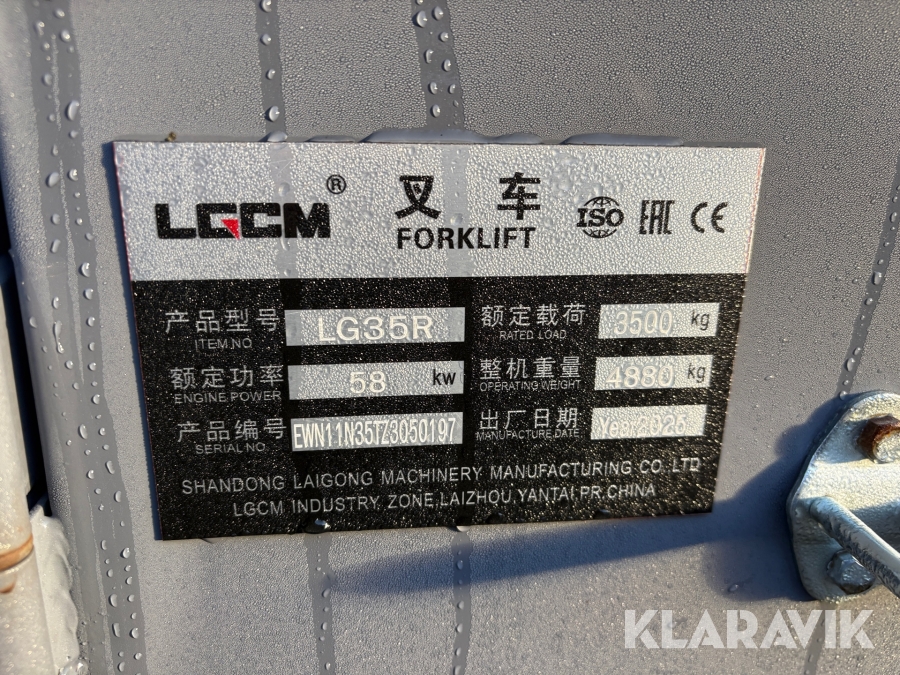 LGCM® 叉车 ISO EAC CE
FORKLIFT
产品型号 LG35R 额定载荷 3500 kg
ITEM.NO RATED LOAD
额定功率 58 kw 整机重量 4880 kg
ENGINE POWER OPERATING WEIGHT
产品编号 EWN11N35TZ3050197 出厂日期 Year2025
SERIAL NO. MANUFACTURE DATE
SHANDONG LAIGONG MACHINERY MANUFACTURING CO LTD
LGCM INDUSTRY ZONE,LAIZHOU,YANTAI,PR.CHINA
KLARAVIK